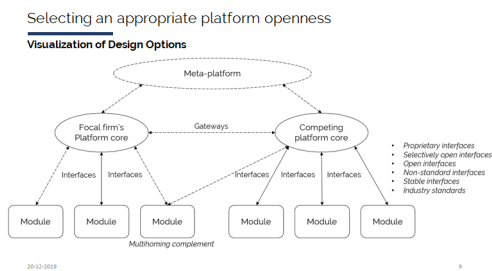 Selecting an appropriate platform openness
Visualization of Design Options
Meta-platform
Focal firm's
Platform core
Gateways
Competing
platform core
Interfaces
Interfaces
Interfaces
Interfaces
Interfaces
• Proprietary interfaces
• Selectively open interfaces
• Open interfaces
• Non-standard interfaces
• Stable interfaces
• Industry standards
Module
Module
Module
Module
Module
Module
Multihoming complement
20-12-2019
9